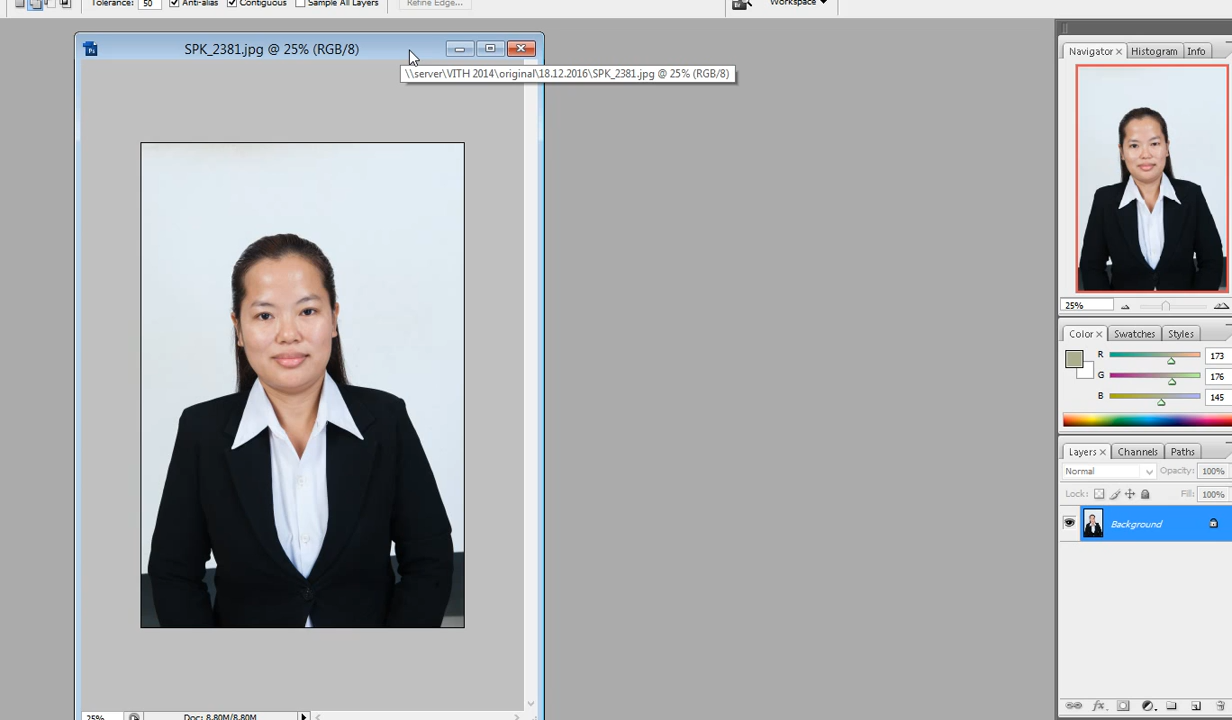 Tolerance: 50 Anti-alias Contiguous Sample All Layers Refine Edge... Workspace
SPK_2381.jpg @ 25% (RGB/8)
\\server\VITH 2014\original\18.12.2016\SPK_2381.jpg @ 25% (RGB/8)
Navigator × Histogram Info
25%
Color × Swatches Styles
R 173
G 176
B 145
Layers × Channels Paths
Normal Opacity: 100%
Lock: Fill: 100%
Background
25% Doc: 8.80M/8.80M